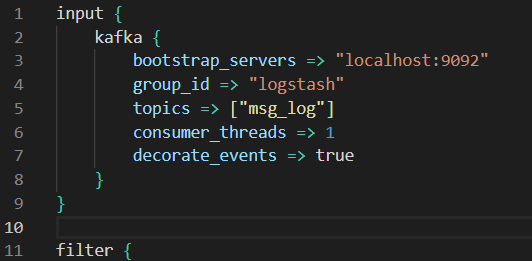 1 input {
2     kafka {
3         bootstrap_servers => "localhost:9092"
4         group_id => "logstash"
5         topics => ["msg_log"]
6         consumer_threads => 1
7         decorate_events => true
8     }
9 }
10
11 filter {